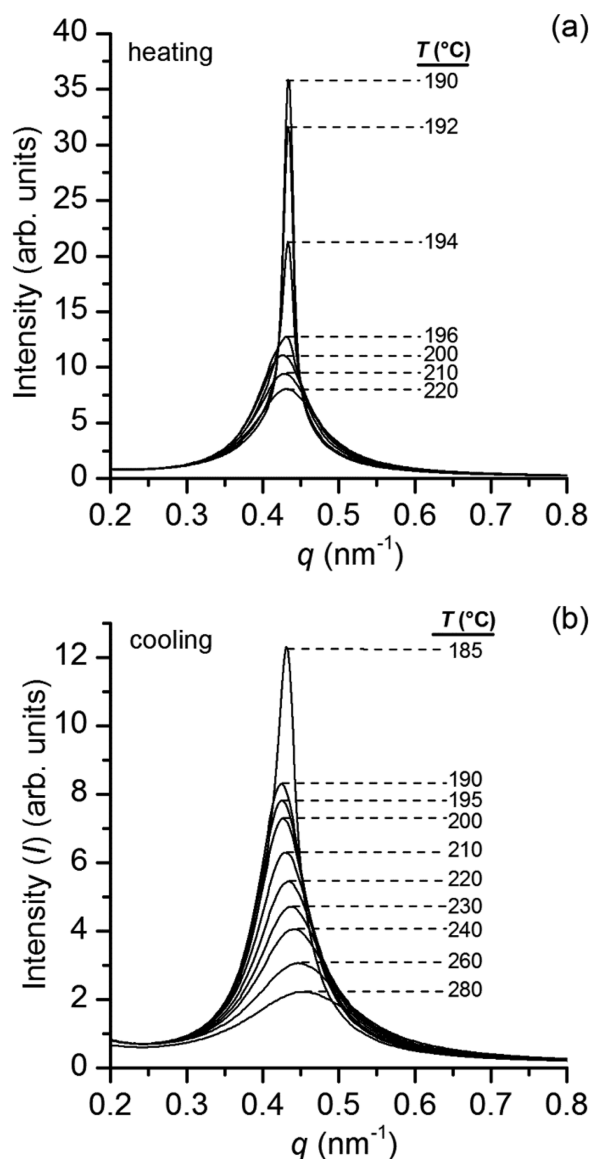 (a)
heating
T (°C)
40
35
30
25
20
15
10
5
0
190
192
194
196
200
210
220
Intensity (arb. units)
0.2 0.3 0.4 0.5 0.6 0.7 0.8
q (nm⁻¹)
(b)
cooling
T (°C)
12
10
8
6
4
2
0
185
190
195
200
210
220
230
240
260
280
Intensity (I) (arb. units)
0.2 0.3 0.4 0.5 0.6 0.7 0.8
q (nm⁻¹)